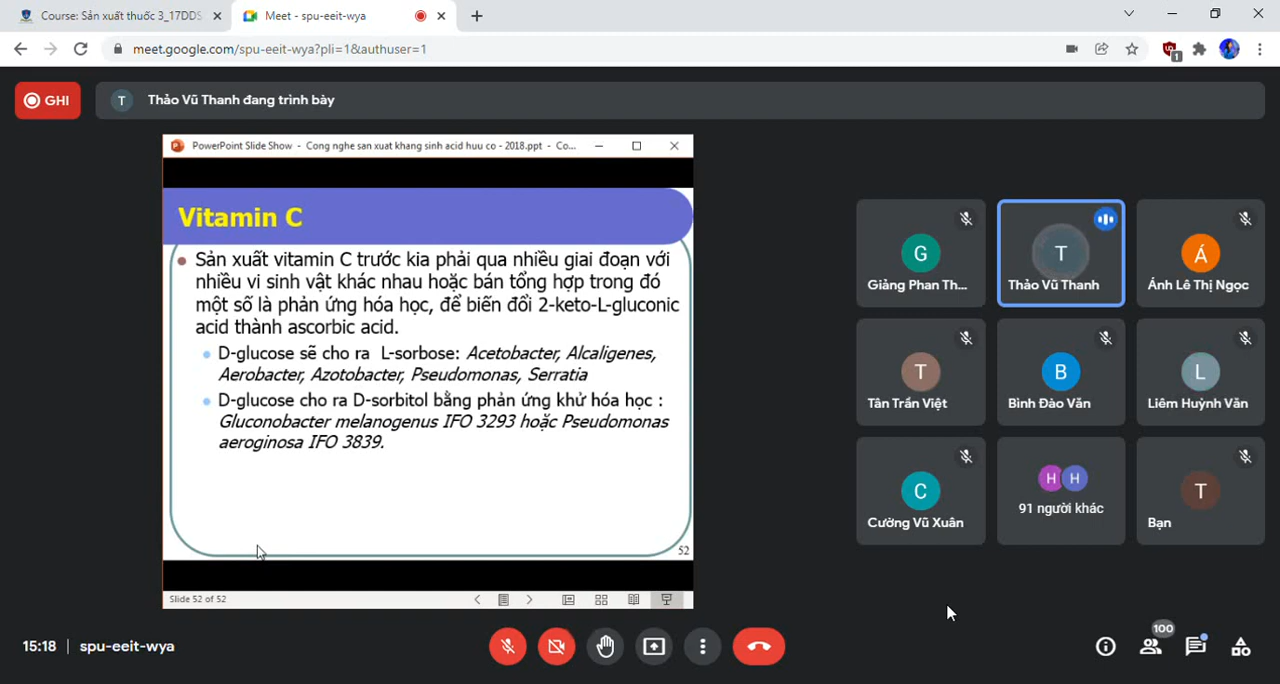 Course: Sản xuất thuốc 3_17DDS
Meet - spu-eeit-wya
meet.google.com/spu-eeit-wya?pli=1&authuser=1
1
GHI
T
Thảo Vũ Thanh đang trình bày
PowerPoint Slide Show - Cong nghe san xuat khang sinh acid huu co - 2018.ppt - Co...
Vitamin C
Sản xuất vitamin C trước kia phải qua nhiều giai đoạn với
nhiều vi sinh vật khác nhau hoặc bán tổng hợp trong đó
một số là phản ứng hóa học, để biến đổi 2-keto-L-gluconic
acid thành ascorbic acid.
D-glucose sẽ cho ra L-sorbose: Acetobacter, Alcaligenes,
Aerobacter, Azotobacter, Pseudomonas, Serratia
D-glucose cho ra D-sorbitol bằng phản ứng khử hóa học :
Gluconobacter melanogenus IFO 3293 hoặc Pseudomonas
aeroginosa IFO 3839.
52
Slide 52 of 52
G
Giảng Phan Th...
T
Thảo Vũ Thanh
Á
Ánh Lê Thị Ngọc
T
Tân Trần Việt
B
Bình Đào Văn
L
Liêm Huỳnh Văn
C
Cường Vũ Xuân
H H
91 người khác
T
Bạn
15:18 | spu-eeit-wya
100